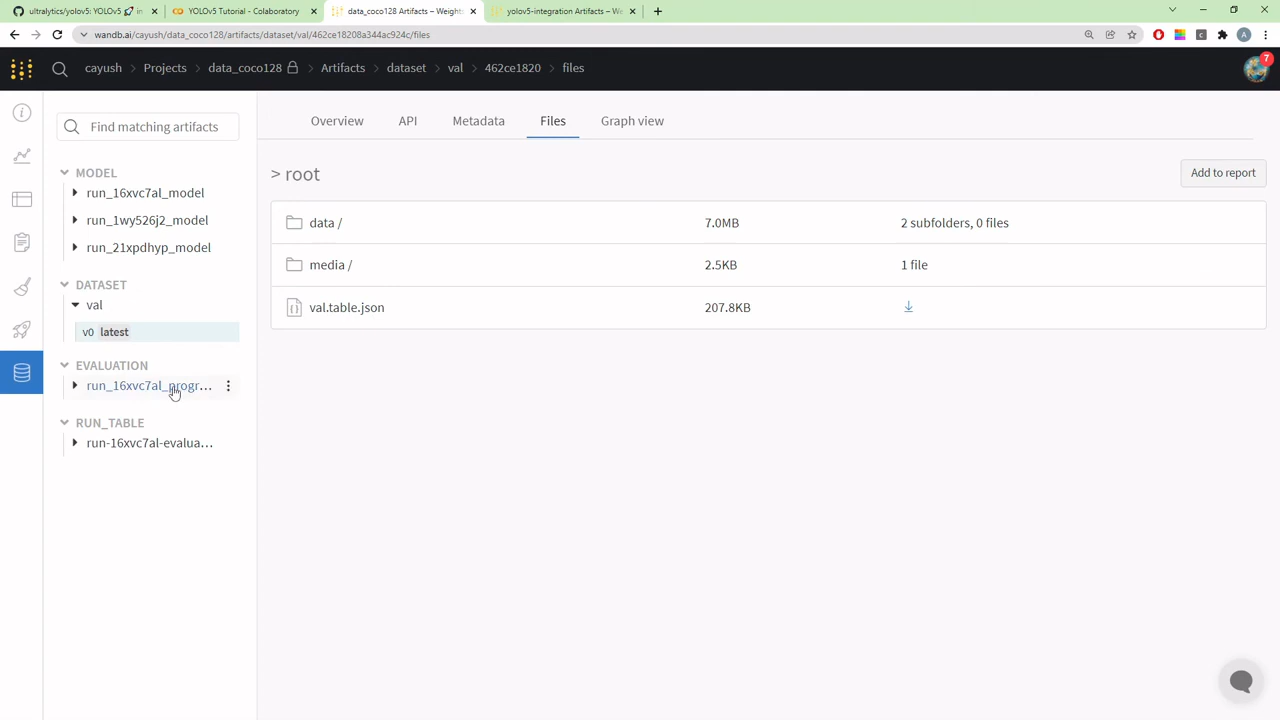 ultralytics/yolov5: YOLOv5 🚀 in
YOLOv5 Tutorial - Colaboratory
data_coco128 Artifacts – Weights
yolov5-integration Artifacts – We
wandb.ai/cayush/data_coco128/artifacts/dataset/val/462ce18208a344ac924c/files
A
cayush > Projects > data_coco128 > Artifacts > dataset > val > 462ce1820 > files
7
Find matching artifacts
MODEL
run_16xvc7al_model
run_1wy526j2_model
run_21xpdhyp_model
DATASET
val
v0 latest
EVALUATION
run_16xvc7al_progr...
RUN_TABLE
run-16xvc7al-evalua...
Overview
API
Metadata
Files
Graph view
> root
Add to report
data / 7.0MB 2 subfolders, 0 files
media / 2.5KB 1 file
val.table.json 207.8KB